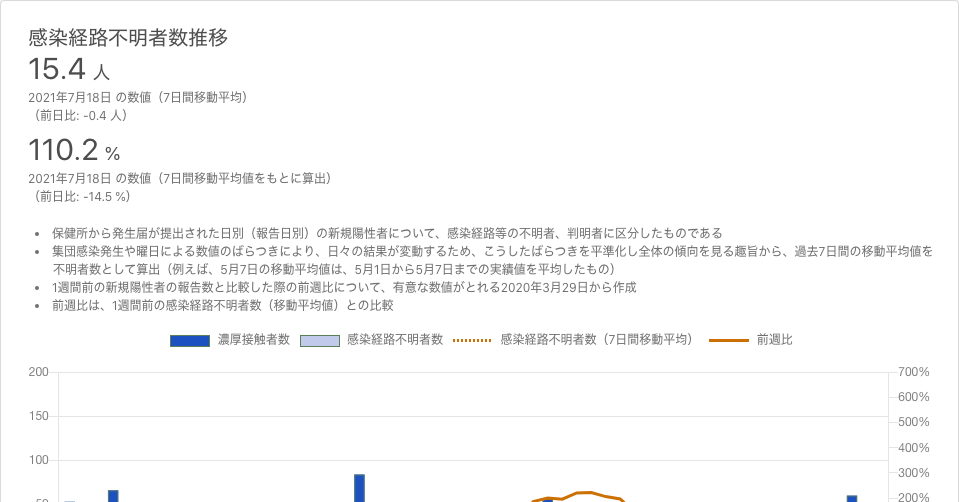 感染経路不明者数推移
15.4 人
2021年7月18日 の数値（7日間移動平均）
（前日比: -0.4 人）
110.2 %
2021年7月18日 の数値（7日間移動平均値をもとに算出）
（前日比: -14.5 %）
• 保健所から発生届が提出された日別（報告日別）の新規陽性者について、感染経路等の不明者、判明者に区分したものである
• 集団感染発生や曜日による数値のばらつきにより、日々の結果が変動するため、こうしたばらつきを平準化し全体の傾向を見る趣旨から、過去7日間の移動平均値を
不明者数として算出（例えば、5月7日の移動平均値は、5月1日から5月7日までの実績値を平均したもの）
• 1週間前の新規陽性者の報告数と比較した際の前週比について、有意な数値がとれる2020年3月29日から作成
• 前週比は、1週間前の感染経路不明者数（移動平均値）との比較
濃厚接触者数 感染経路不明者数 感染経路不明者数（7日間移動平均） 前週比
200 700%
600%
150 500%
400%
100 300%
50 200%